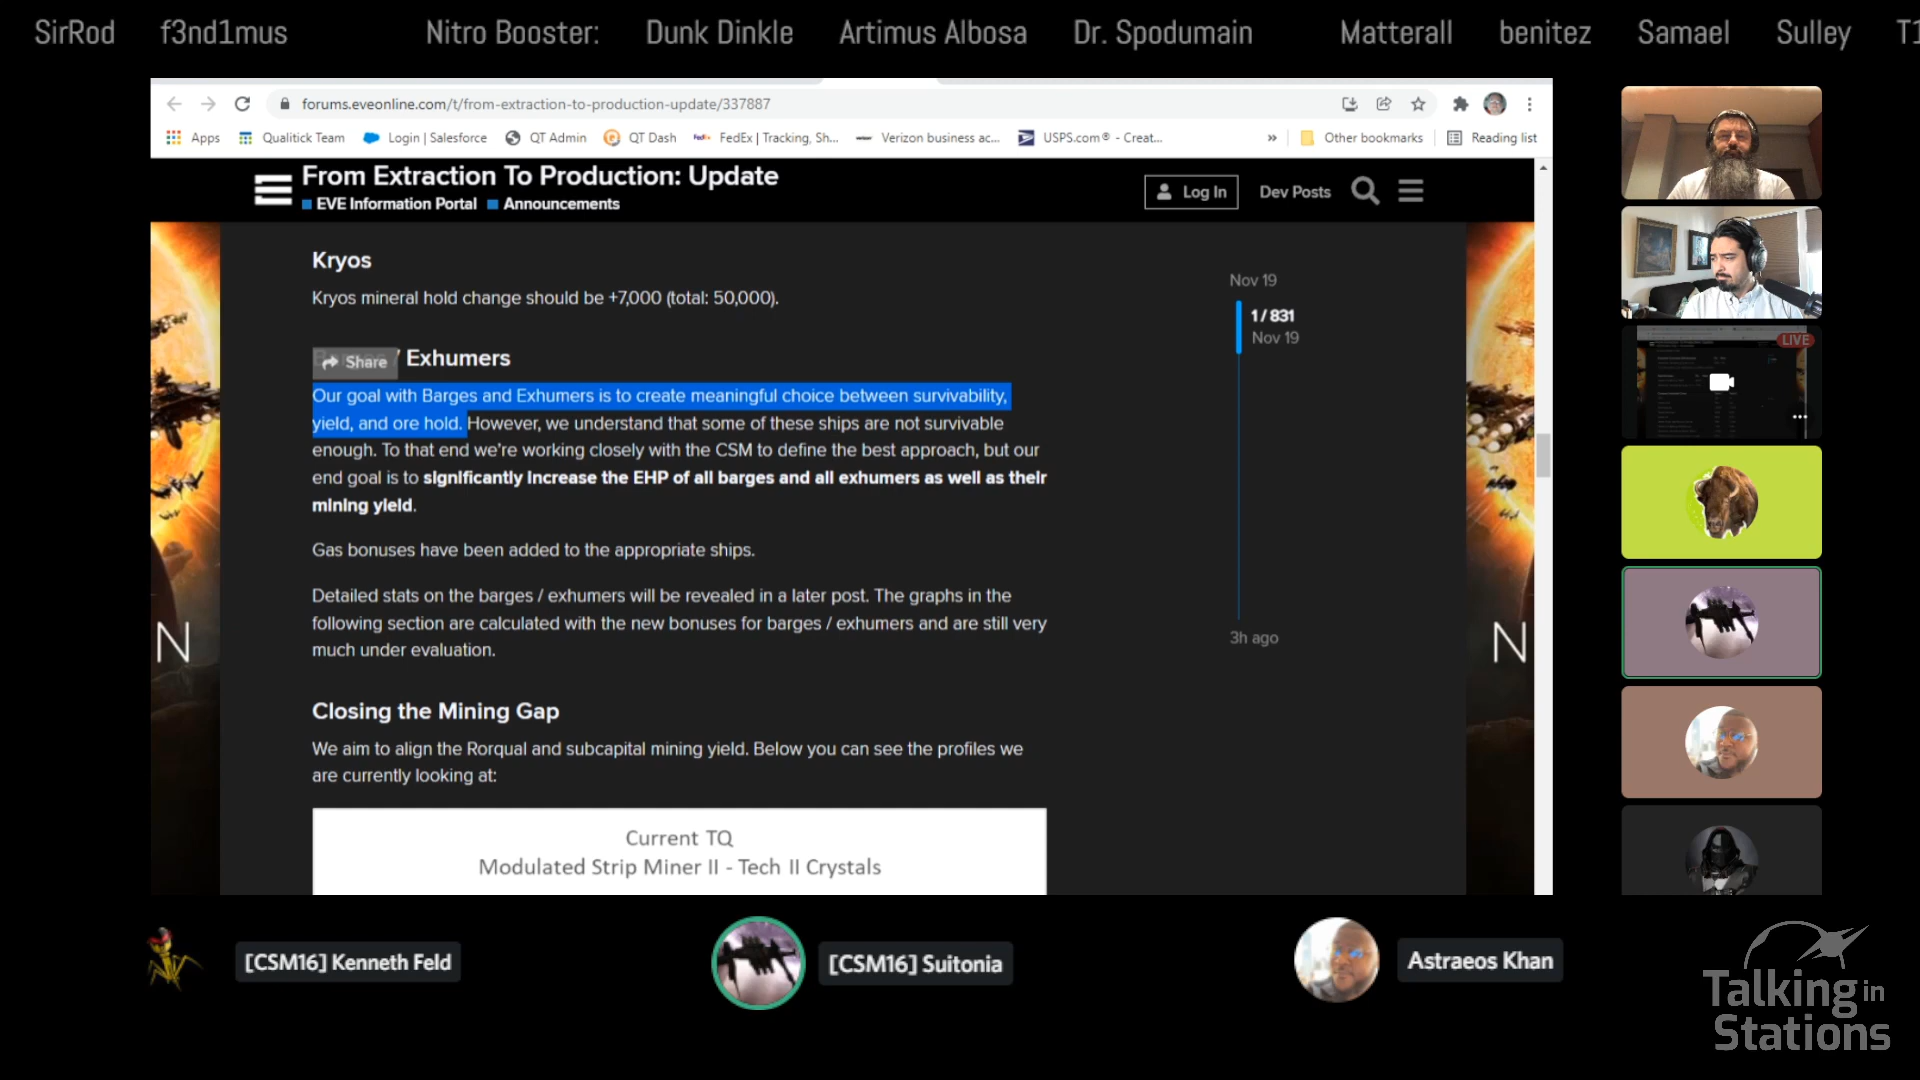 SirRod f3nd1mus Nitro Booster: Dunk Dinkle Artimus Albosa Dr. Spodumain Matterall benitez Samael Sulley
forums.eveonline.com/t/from-extraction-to-production-update/337887
Apps Qualitick Team Login | Salesforce QT Admin QT Dash FedEx | Tracking, Sh... Verizon business ac... USPS.com® - Creat... » Other bookmarks Reading list
From Extraction To Production: Update
EVE Information Portal Announcements
Log In Dev Posts
Kryos
Kryos mineral hold change should be +7,000 (total: 50,000).
Share / Exhumers
Our goal with Barges and Exhumers is to create meaningful choice between survivability,
yield, and ore hold. However, we understand that some of these ships are not survivable
enough. To that end we're working closely with the CSM to define the best approach, but our
end goal is to significantly increase the EHP of all barges and all exhumers as well as their
mining yield.
Gas bonuses have been added to the appropriate ships.
Detailed stats on the barges / exhumers will be revealed in a later post. The graphs in the
following section are calculated with the new bonuses for barges / exhumers and are still very
much under evaluation.
Closing the Mining Gap
We aim to align the Rorqual and subcapital mining yield. Below you can see the profiles we
are currently looking at:
Current TQ
Modulated Strip Miner II - Tech II Crystals
Nov 19
1 / 831
Nov 19
3h ago
N
N
LIVE
[CSM16] Kenneth Feld
[CSM16] Suitonia
Astraeos Khan
Talking in
Stations